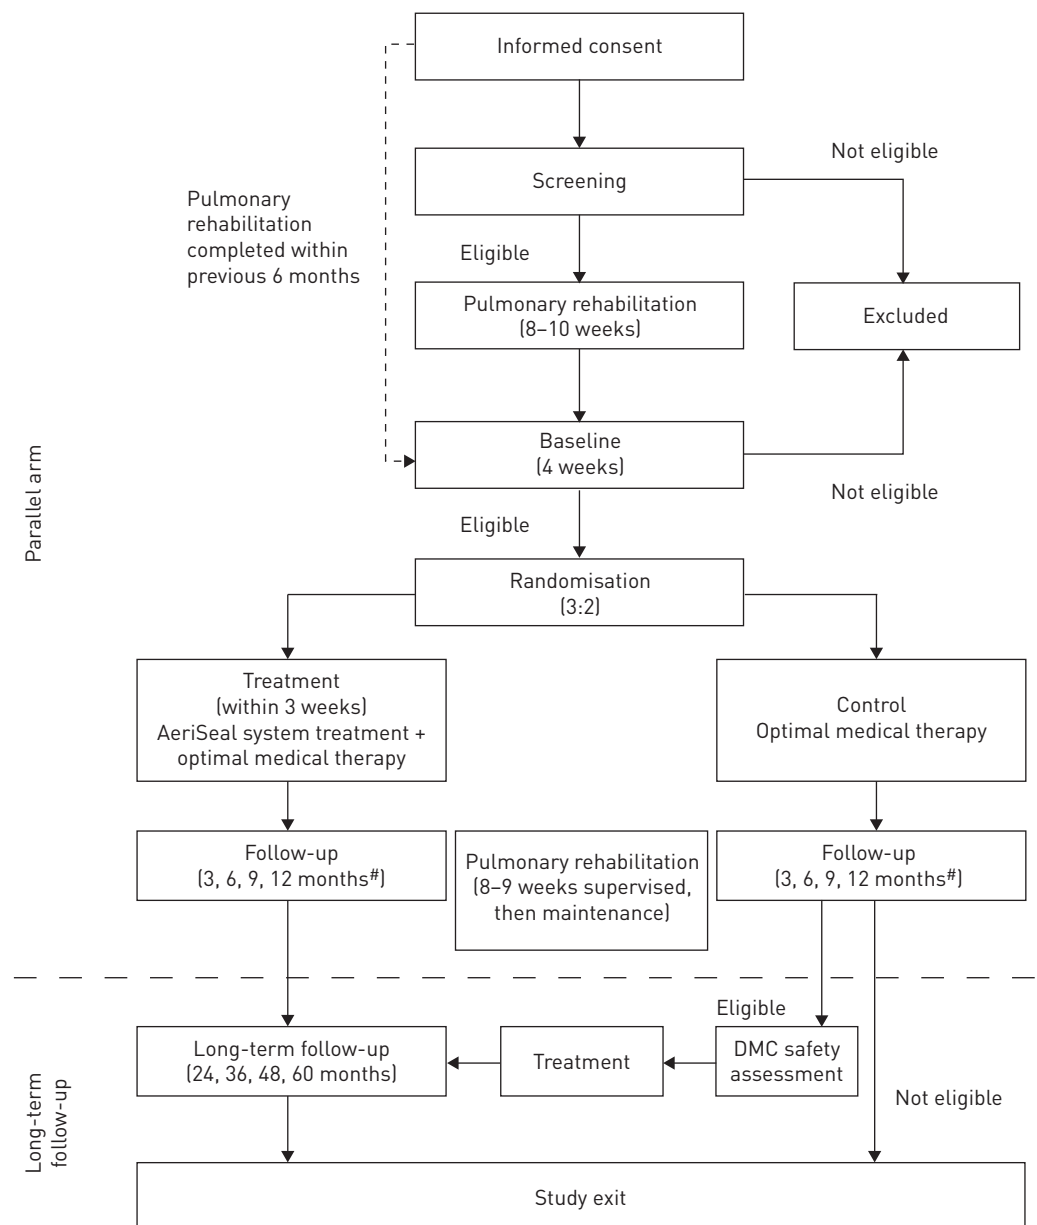 Informed consent
Not eligible
Screening
Pulmonary
rehabilitation
completed within
previous 6 months
Eligible
Pulmonary rehabilitation
(8–10 weeks)
Excluded
Baseline
(4 weeks)
Not eligible
Parallel arm
Eligible
Randomisation
(3:2)
Treatment
(within 3 weeks)
AeriSeal system treatment +
optimal medical therapy
Control
Optimal medical therapy
Follow-up
(3, 6, 9, 12 months#)
Pulmonary rehabilitation
(8–9 weeks supervised,
then maintenance)
Follow-up
(3, 6, 9, 12 months#)
Eligible
Long-term follow-up
(24, 36, 48, 60 months)
Treatment
DMC safety
assessment
Not eligible
Long-term
follow-up
Study exit